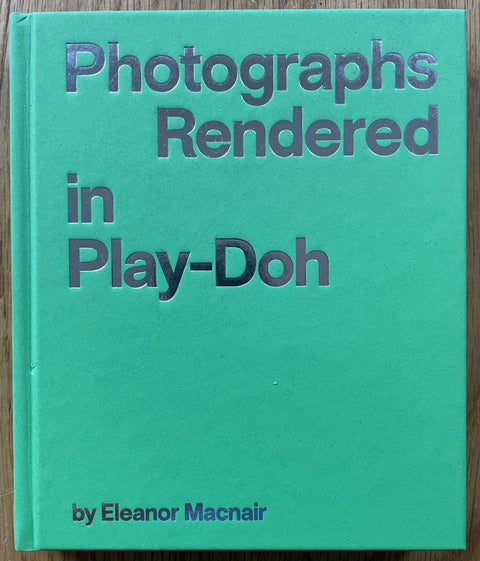 Photographs
Rendered
in
Play-Doh
by Eleanor Macnair